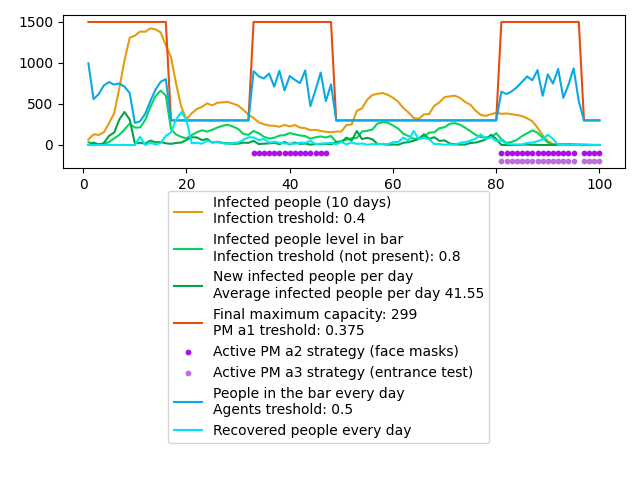 1500
1000
500
0
0 20 40 60 80 100
Infected people (10 days)
Infection treshold: 0.4
Infected people level in bar
Infection treshold (not present): 0.8
New infected people per day
Average infected people per day 41.55
Final maximum capacity: 299
PM a1 treshold: 0.375
Active PM a2 strategy (face masks)
Active PM a3 strategy (entrance test)
People in the bar every day
Agents treshold: 0.5
Recovered people every day